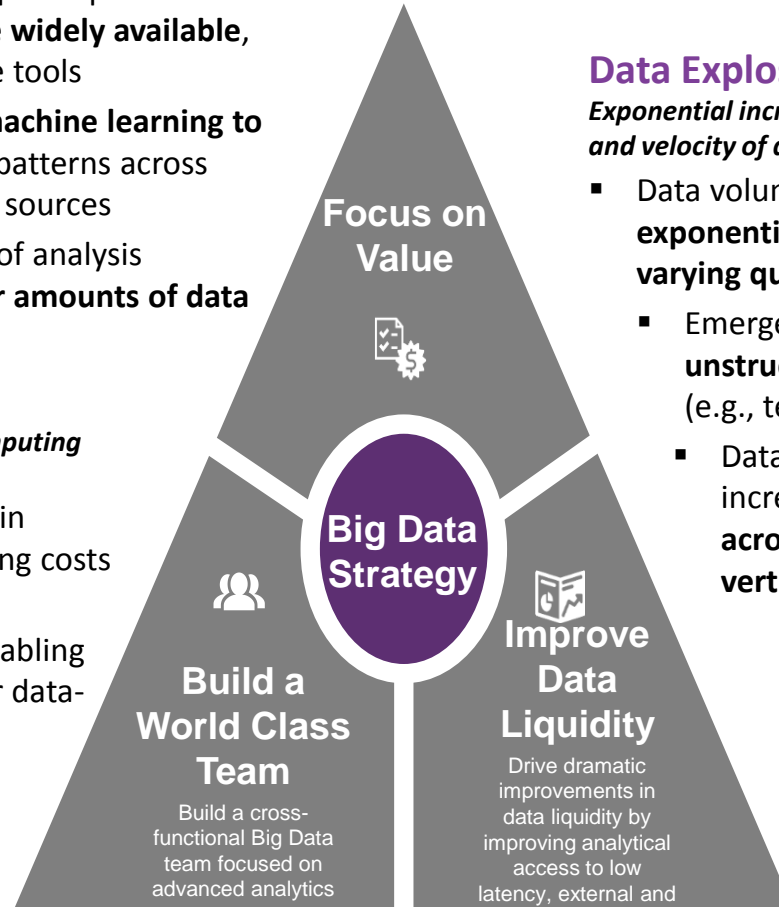 e widely available,
e tools
machine learning to
patterns across
sources
of analysis
r amounts of data
puting
in
ng costs
abling
r data-
Focus on
Value
Big Data
Strategy
Build a
World Class
Team
Build a cross-
functional Big Data
team focused on
advanced analytics
Improve
Data
Liquidity
Drive dramatic
improvements in
data liquidity by
improving analytical
access to low
latency, external and
Data Explo
Exponential incr
and velocity of
Data volun
exponenti
varying qu
Emerge
unstruc
(e.g., te
Data
incre
acro
vert